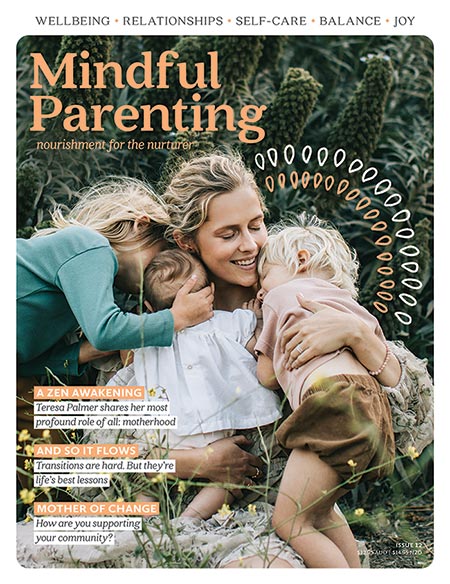 WELLBEING • RELATIONSHIPS • SELF-CARE • BALANCE • JOY
Mindful
Parenting
nourishment for the nurturer
A ZEN AWAKENING
Teresa Palmer shares her most
profound role of all: motherhood
AND SO IT FLOWS
Transitions are hard. But they're
life's best lessons
MOTHER OF CHANGE
How are you supporting
your community?
ISSUE 12